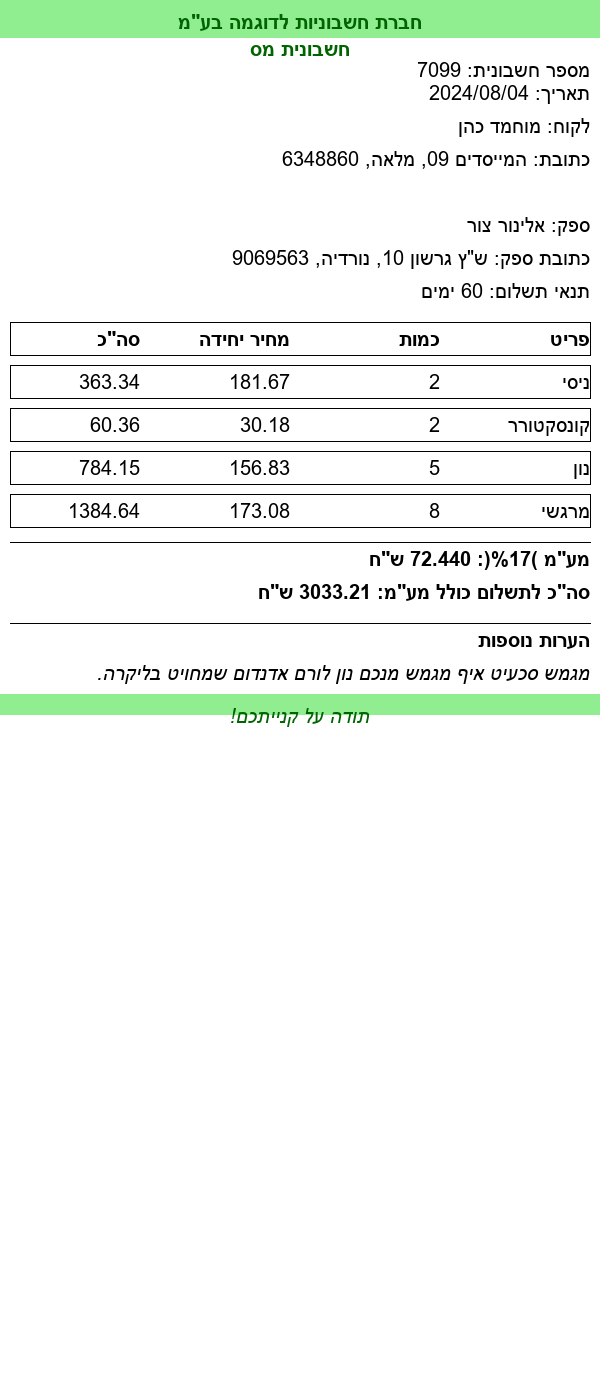 חברת חשבוניות לדוגמה בע"מ
חשבונית מס
מספר חשבונית: 7099
תאריך: 2024/08/04
לקוח: מוחמד כהן
כתובת: המייסדים 09, מלאה, 6348860
ספק: אלינור צור
כתובת ספק: ש"ץ גרשון 10, נורדיה, 9069563
תנאי תשלום: 60 ימים
פריט כמות מחיר יחידה סה"כ
ניסי 2 181.67 363.34
קונסקטורר 2 30.18 60.36
נון 5 156.83 784.15
מרגשי 8 173.08 1384.64
מע"מ )17%(: 72.440 ש"ח
סה"כ לתשלום כולל מע"מ: 3033.21 ש"ח
הערות נוספות
מגמש סכעיט איף מגמש מנכם נון לורם אדנדום שמחויט בליקרה.
תודה על קנייתכם!